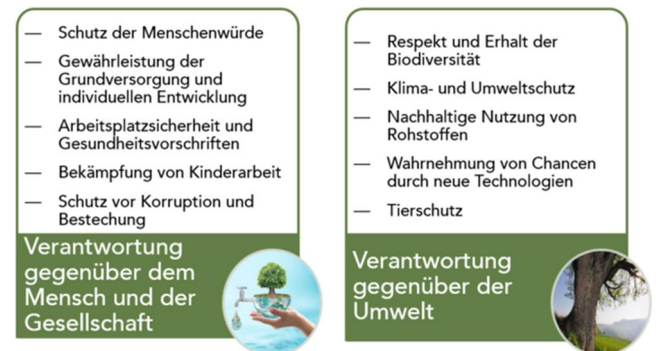 — Schutz der Menschenwürde
— Gewährleistung der
Grundversorgung und
individuellen Entwicklung
— Arbeitsplatzsicherheit und
Gesundheitsvorschriften
— Bekämpfung von Kinderarbeit
— Schutz vor Korruption und
Bestechung
Verantwortung
gegenüber dem
Mensch und der
Gesellschaft
— Respekt und Erhalt der
Biodiversität
— Klima- und Umweltschutz
— Nachhaltige Nutzung von
Rohstoffen
— Wahrnehmung von Chancen
durch neue Technologien
— Tierschutz
Verantwortung
gegenüber der
Umwelt